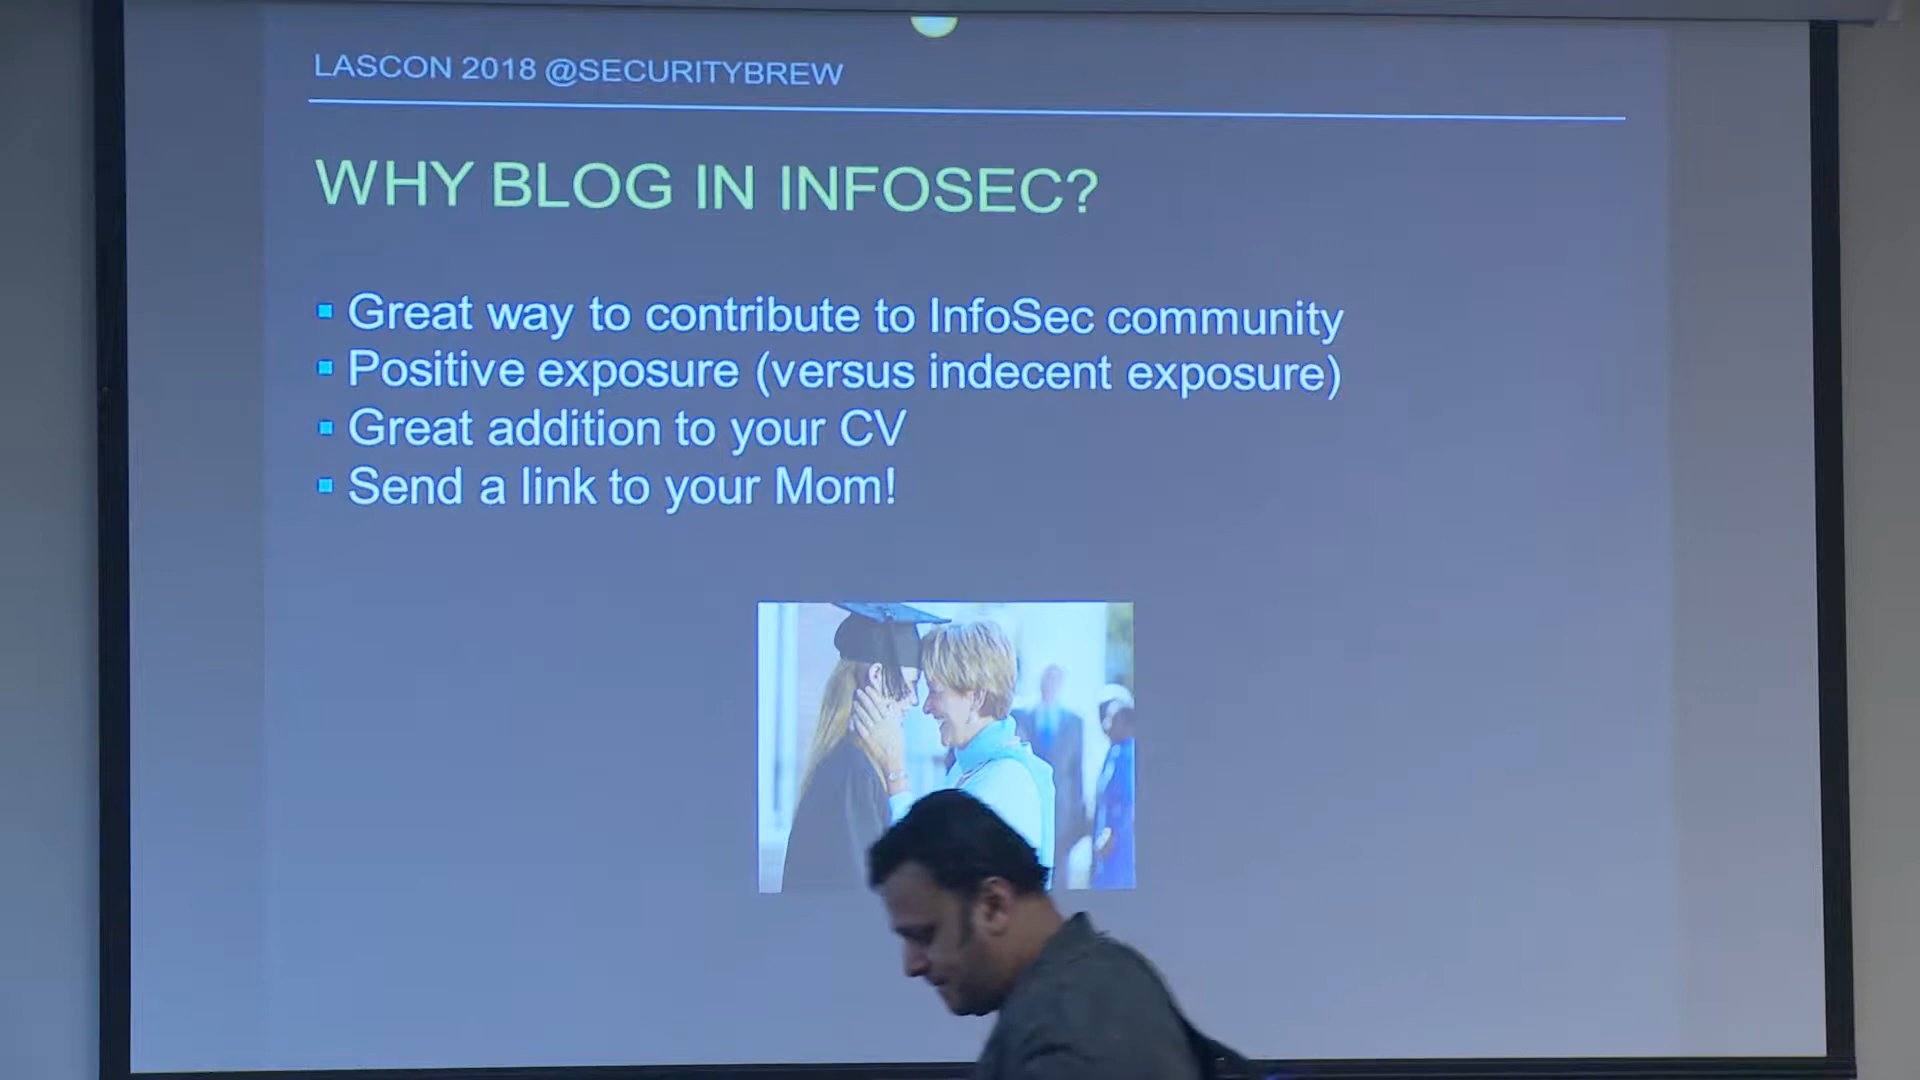 LASCON 2018 @SECURITYBREW
WHY BLOG IN INFOSEC?
Great way to contribute to InfoSec community
Positive exposure (versus indecent exposure)
Great addition to your CV
Send a link to your Mom!